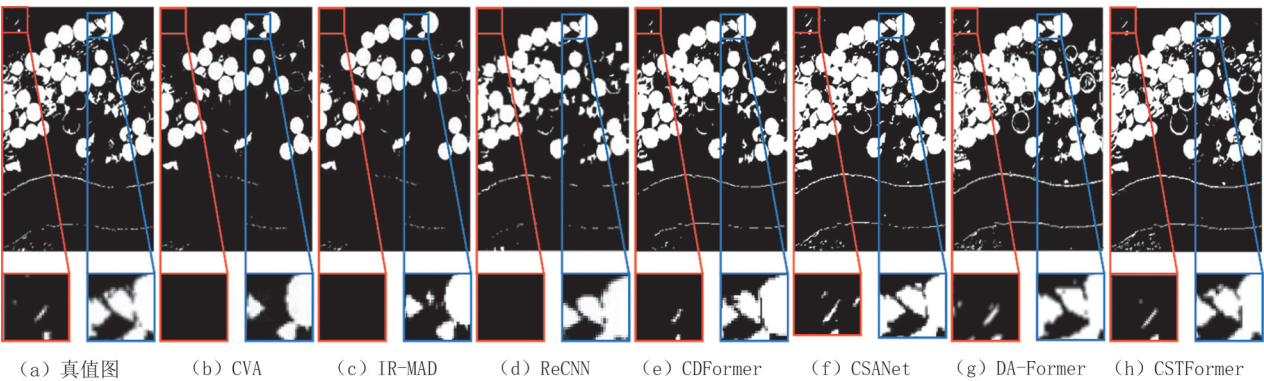 (a) 真值图 (b) CVA (c) IR-MAD (d) ReCNN (e) CDFormer (f) CSANet (g) DA-Former (h) CSTFormer